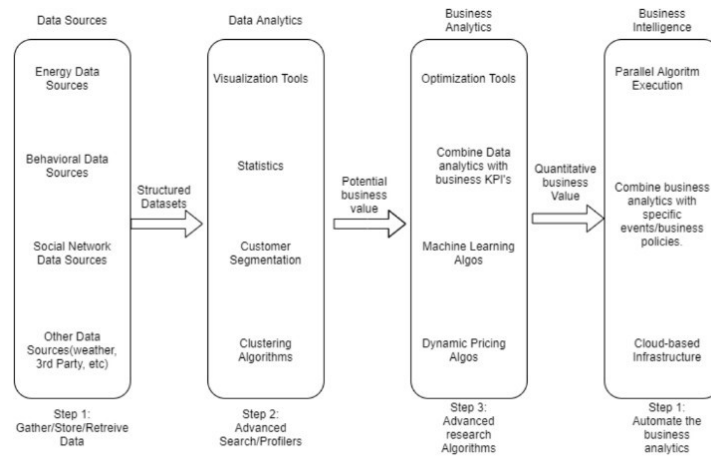 Data Sources
Energy Data
Sources
Behavioral Data
Sources
Social Network
Data Sources
Other Data
Sources(weather,
3rd Party, etc)
Step 1:
Gather/Store/Retreive
Data
Structured
Datasets
Data Analytics
Visualization Tools
Statistics
Customer
Segmentation
Clustering
Algorithms
Step 2:
Advanced
Search/Profilers
Potential
business
value
Business
Analytics
Optimization Tools
Combine Data
analytics with
business KPI's
Machine Learning
Algos
Dynamic Pricing
Algos
Step 3:
Advanced
research
Algorithms
Quantitative
business
Value
Business
Intelligence
Parallel Algoritm
Execution
Combine business
analytics with
specific
events/business
policies.
Cloud-based
Infrastructure
Step 1:
Automate the
business
analytics